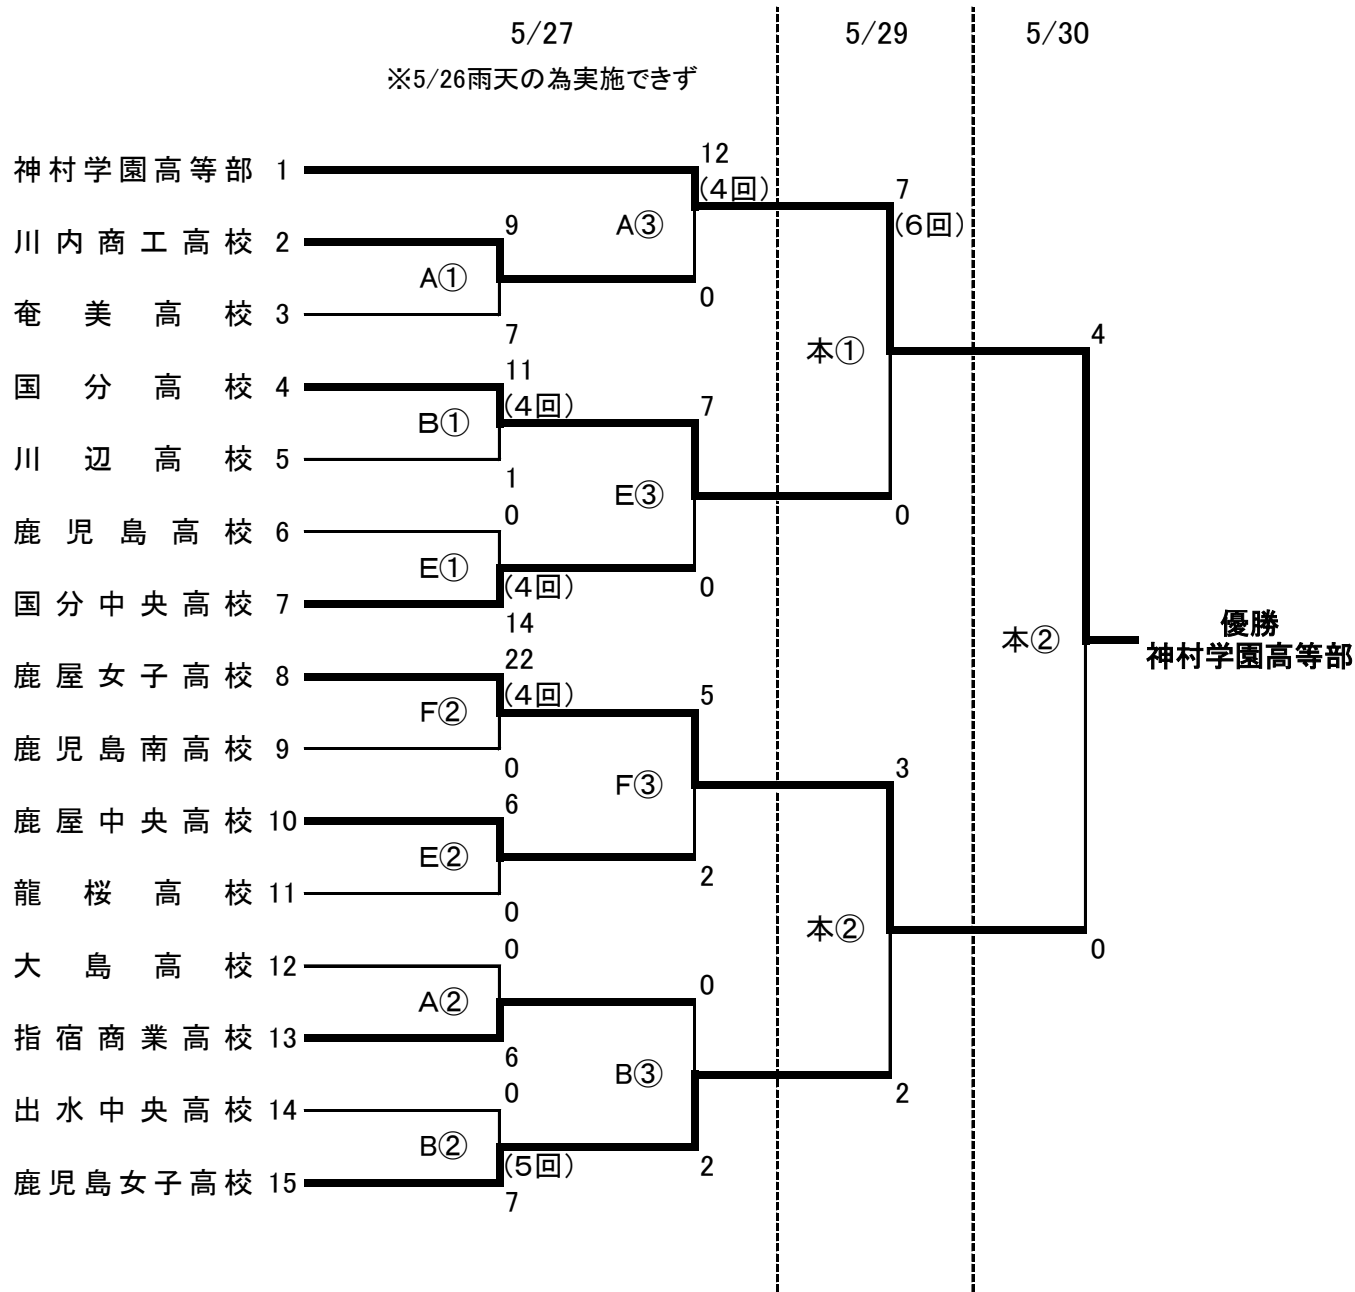 5/27
5/29
5/30
※5/26雨天の為実施できず
神村学園高等部 1
12
(4回)
7
(6回)
A③
川内商工高校 2
9
A①
0
奄美高校 3
7
4
本①
国分高校 4
11
(4回)
7
B①
川辺高校 5
1
E③
0
鹿児島高校 6
0
E①
(4回)
0
国分中央高校 7
14
優勝
神村学園高等部
本②
鹿屋女子高校 8
22
(4回)
5
F②
鹿児島南高校 9
0
3
F③
鹿屋中央高校 10
6
E②
2
龍桜高校 11
0
本②
0
大島高校 12
0
0
A②
指宿商業高校 13
6
B③
2
出水中央高校 14
0
B②
(5回)
2
鹿児島女子高校 15
7